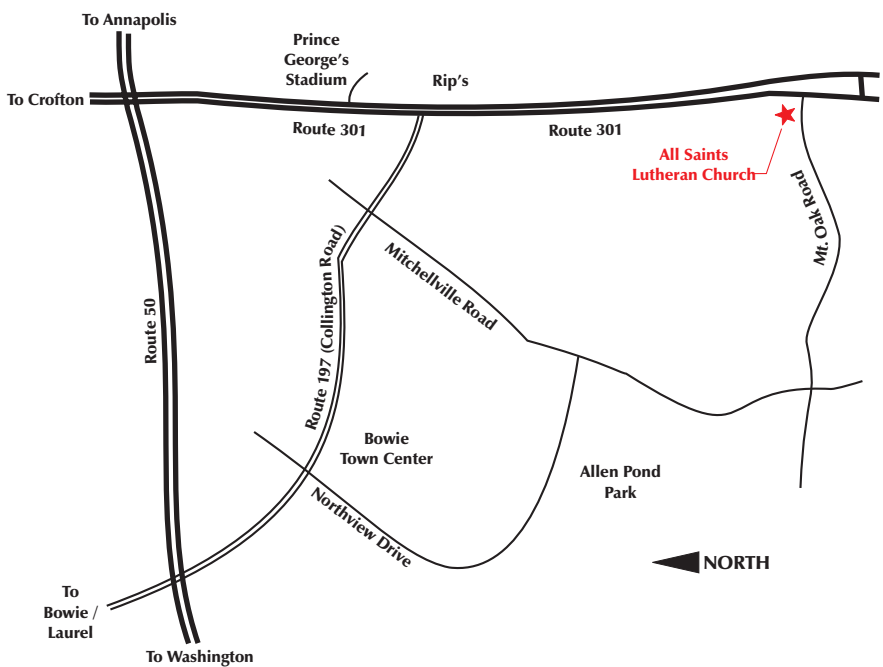 To Annapolis
Prince
George's
Stadium
Rip's
To Crofton
Route 301
Route 301
All Saints
Lutheran Church
Mt. Oak Road
Mitchellville Road
Route 50
Route 197 (Collington Road)
Bowie
Town Center
Allen Pond
Park
Northview Drive
NORTH
To
Bowie /
Laurel
To Washington